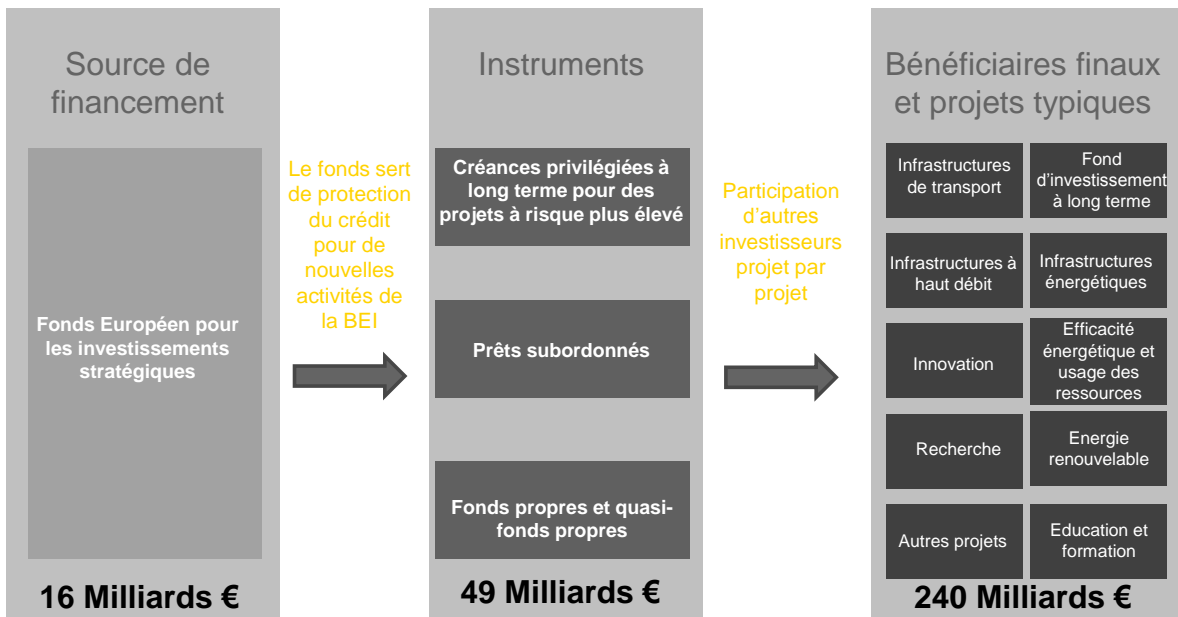 Source de
financement
Fonds Européen pour
les investissements
stratégiques
16 Milliards €
Le fonds sert
de protection
du crédit
pour de
nouvelles
activités de
la BEI
Instruments
Créances privilégiées à
long terme pour des
projets à risque plus élevé
Prêts subordonnés
Fonds propres et quasi-
fonds propres
49 Milliards €
Participation
d'autres
investisseurs
projet par
projet
Bénéficiaires finaux
et projets typiques
Infrastructures
de transport
Fond
d'investissement
à long terme
Infrastructures à
haut débit
Infrastructures
énergétiques
Innovation
Efficacité
énergétique et
usage des
ressources
Recherche
Energie
renouvelable
Autres projets
Education et
formation
240 Milliards €